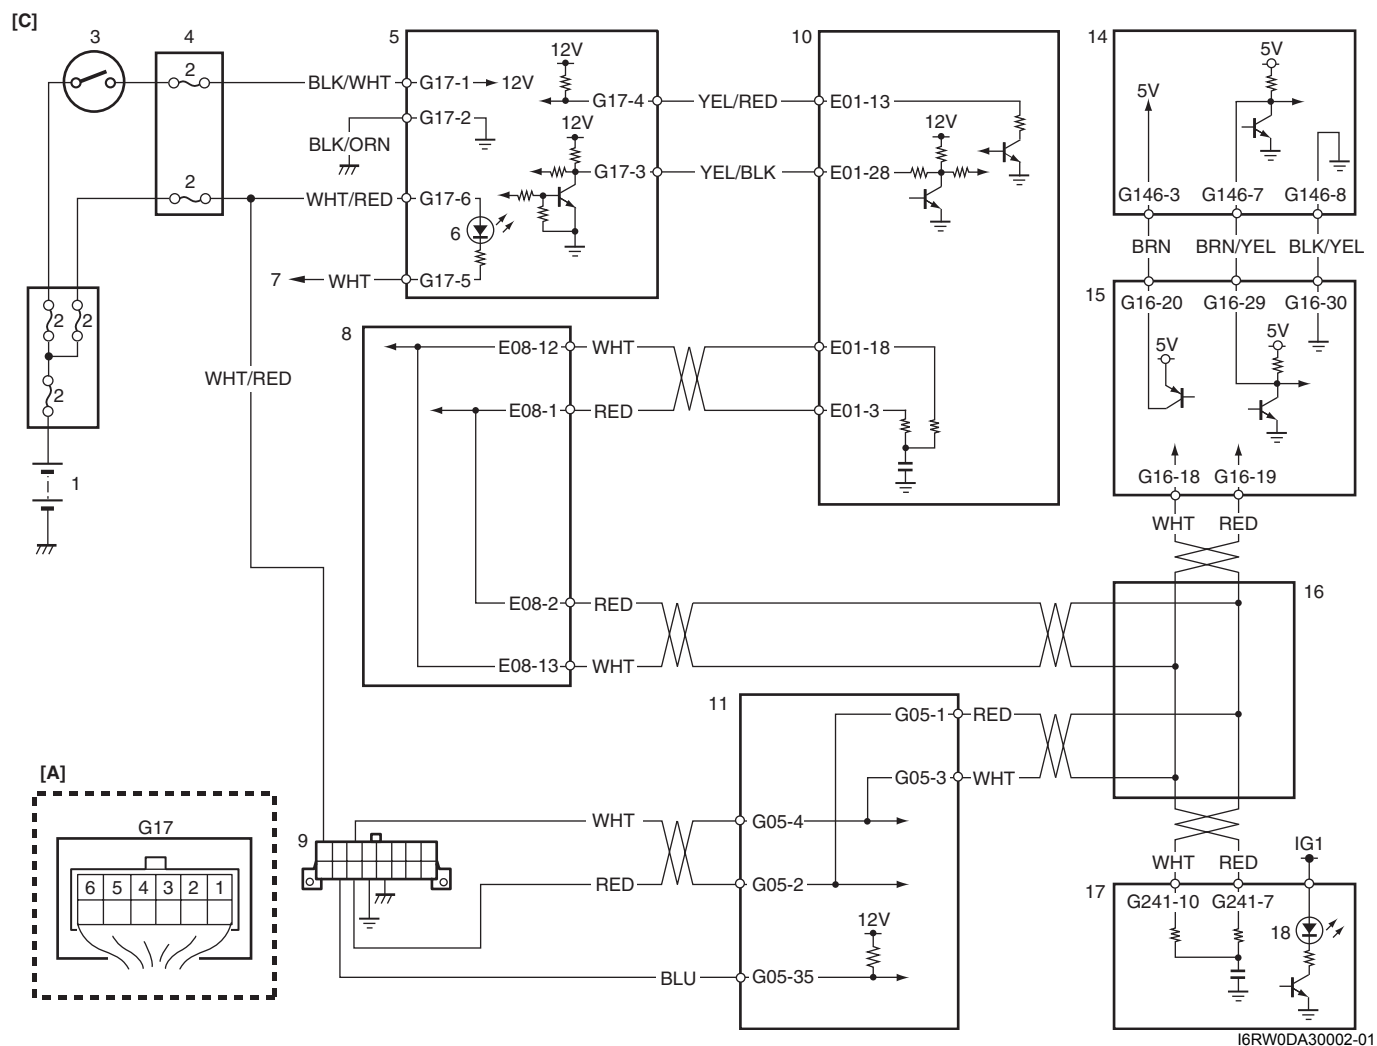 [C]
3
4
5
10
14
2
BLK/WHT
G17-1
12V
12V
G17-4
YEL/RED
E01-13
5V
5V
G17-2
BLK/ORN
12V
12V
G17-3
YEL/BLK
E01-28
2
WHT/RED
G17-6
6
G146-3
G146-7
G146-8
BRN
BRN/YEL
BLK/YEL
7
WHT
G17-5
15
G16-20
G16-29
G16-30
2
2
2
8
E08-12
WHT
E01-18
5V
5V
WHT/RED
E08-1
RED
E01-3
1
G16-18
G16-19
WHT
RED
16
E08-2
RED
E08-13
WHT
11
G05-1
RED
G05-3
WHT
[A]
G17
6 5 4 3 2 1
9
WHT
G05-4
RED
G05-2
12V
BLU
G05-35
WHT
RED
IG1
17
G241-10
G241-7
18
I6RW0DA30002-01